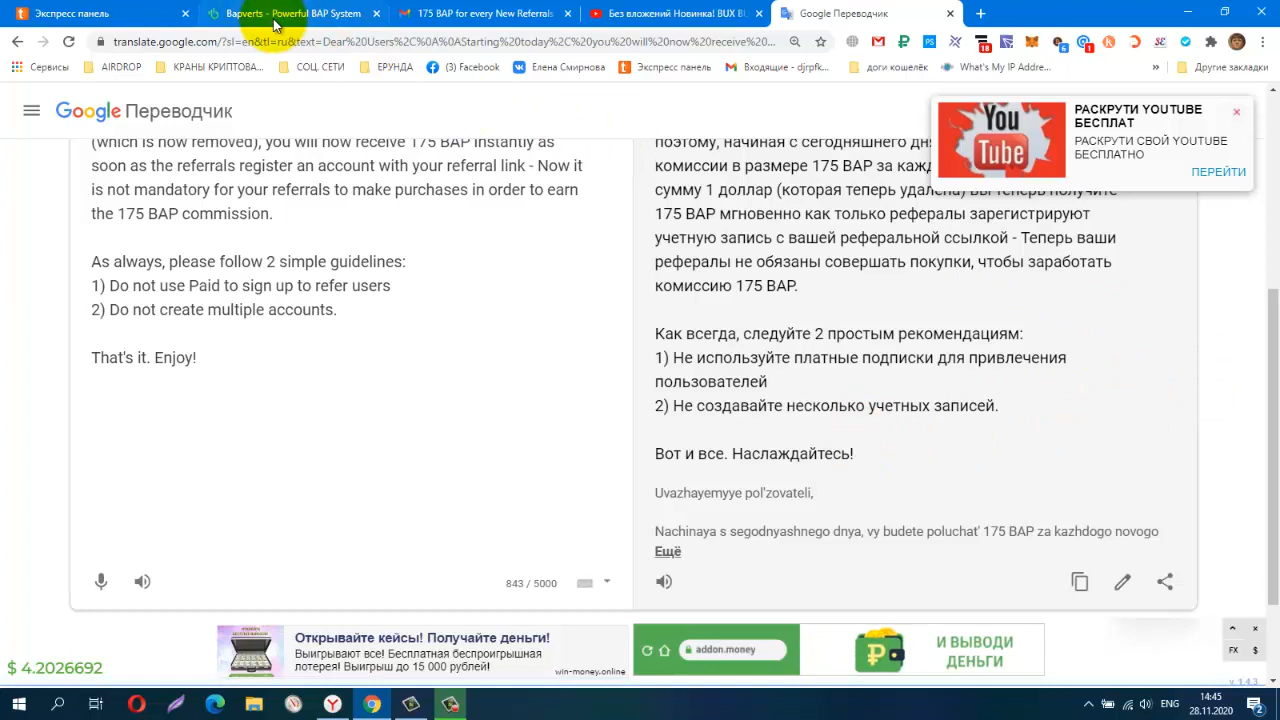 Экспресс панель
Bapverts - Powerful BAP System
175 BAP for every New Referrals
Без вложений Новинка! BUX BU
Google Переводчик
translate.google.com/?sl=en&tl=ru&text=Dear%20Users%2C%0A%0AStarting%20today%2C%20you%20will%20now%20receive%20...
Сервисы
AIRDROP
КРАНЫ КРИПТОВА...
СОЦ. СЕТИ
ЕРУНДА
(3) Facebook
Елена Смирнова
Экспресс панель
Входящие - djrpfk...
доги кошелёк
What's My IP Addre...
»
Другие закладки
Google Переводчик
РАСКРУТИ YOUTUBE
БЕСПЛАТ
РАСКРУТИ СВОЙ YOUTUBE
БЕСПЛАТНО
ПЕРЕЙТИ
You
Tube
(which is now removed), you will now receive 175 BAP instantly as
soon as the referrals register an account with your referral link - Now it
is not mandatory for your referrals to make purchases in order to earn
the 175 BAP commission.
As always, please follow 2 simple guidelines:
1) Do not use Paid to sign up to refer users
2) Do not create multiple accounts.
That's it. Enjoy!
843 / 5000
поэтому, начиная с сегодняшнего дня
комиссии в размере 175 BAP за кажд
сумму 1 доллар (которая теперь удалена) вы теперь получите
175 BAP мгновенно как только рефералы зарегистрируют
учетную запись с вашей реферальной ссылкой - Теперь ваши
рефералы не обязаны совершать покупки, чтобы заработать
комиссию 175 BAP.
Как всегда, следуйте 2 простым рекомендациям:
1) Не используйте платные подписки для привлечения
пользователей
2) Не создавайте несколько учетных записей.
Вот и все. Наслаждайтесь!
Uvazhayemyye pol'zovateli,
Nachinaya s segodnyashnego dnya, vy budete poluchat' 175 BAP za kazhdogo novogo
Ещё
Открывайте кейсы! Получайте деньги!
Выигрывают все! Бесплатная беспроигрышная
лотерея! Выигрыш до 15 000 рублей!
win-money.online
addon.money
И ВЫВОДИ
ДЕНЬГИ
FX $
v. 1.4.3
$ 4.2026692
ENG
14:45
28.11.2020